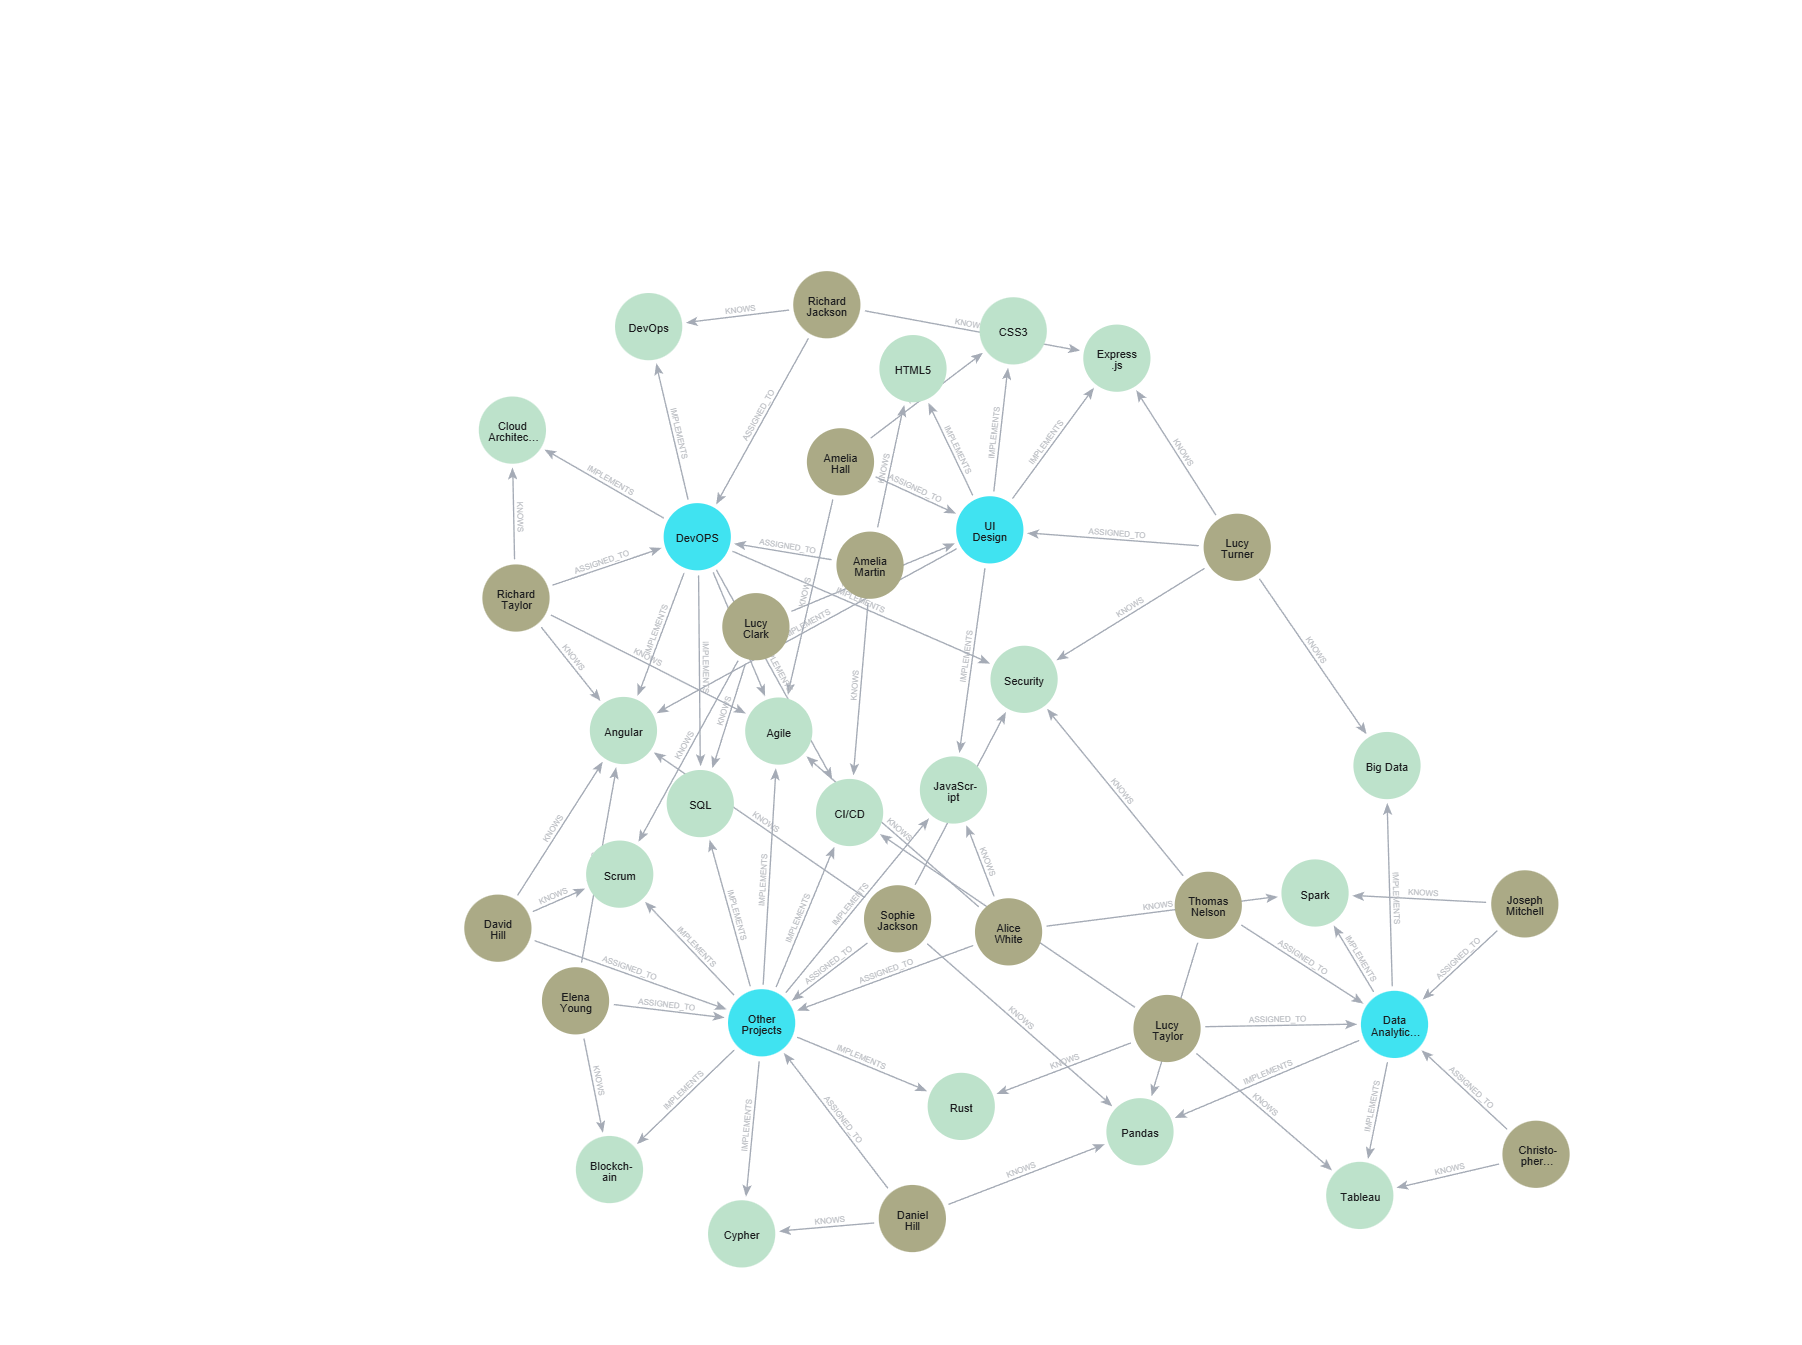 Richard
Jackson
KNOWS
DevOps
KNOWS
CSS3
Express
.js
HTML5
ASSIGNED_TO
IMPLEMENTS
IMPLEMENTS
IMPLEMENTS
IMPLEMENTS
Cloud
Architec...
IMPLEMENTS
KNOWS
Amelia
Hall
KNOWS
ASSIGNED_TO
KNOWS
UI
Design
ASSIGNED_TO
Lucy
Turner
DevOPS
ASSIGNED_TO
Amelia
Martin
ASSIGNED_TO
Richard
Taylor
KNOWS
IMPLEMENTS
KNOWS
Lucy
Clark
IMPLEMENTS
IMPLEMENTS
KNOWS
KNOWS
IMPLEMENTS
IMPLEMENTS
KNOWS
KNOWS
Security
KNOWS
KNOWS
Angular
Agile
KNOWS
Big Data
JavaScr-
ipt
KNOWS
SQL
CI/CD
KNOWS
KNOWS
KNOWS
KNOWS
Scrum
KNOWS
IMPLEMENTS
IMPLEMENTS
IMPLEMENTS
IMPLEMENTS
Spark
KNOWS
Joseph
Mitchell
Thomas
Nelson
KNOWS
IMPLEMENTS
David
Hill
Sophie
Jackson
Alice
White
IMPLEMENTS
ASSIGNED_TO
ASSIGNED_TO
ASSIGNED_TO
ASSIGNED_TO
IMPLEMENTS
ASSIGNED_TO
Elena
Young
ASSIGNED_TO
Other
Projects
KNOWS
Lucy
Taylor
ASSIGNED_TO
Data
Analytic...
IMPLEMENTS
KNOWS
IMPLEMENTS
KNOWS
IMPLEMENTS
IMPLEMENTS
ASSIGNED_TO
KNOWS
IMPLEMENTS
ASSIGNED_TO
Rust
Pandas
Blockch-
ain
KNOWS
KNOWS
Christo-
pher...
Tableau
Cypher
KNOWS
Daniel
Hill